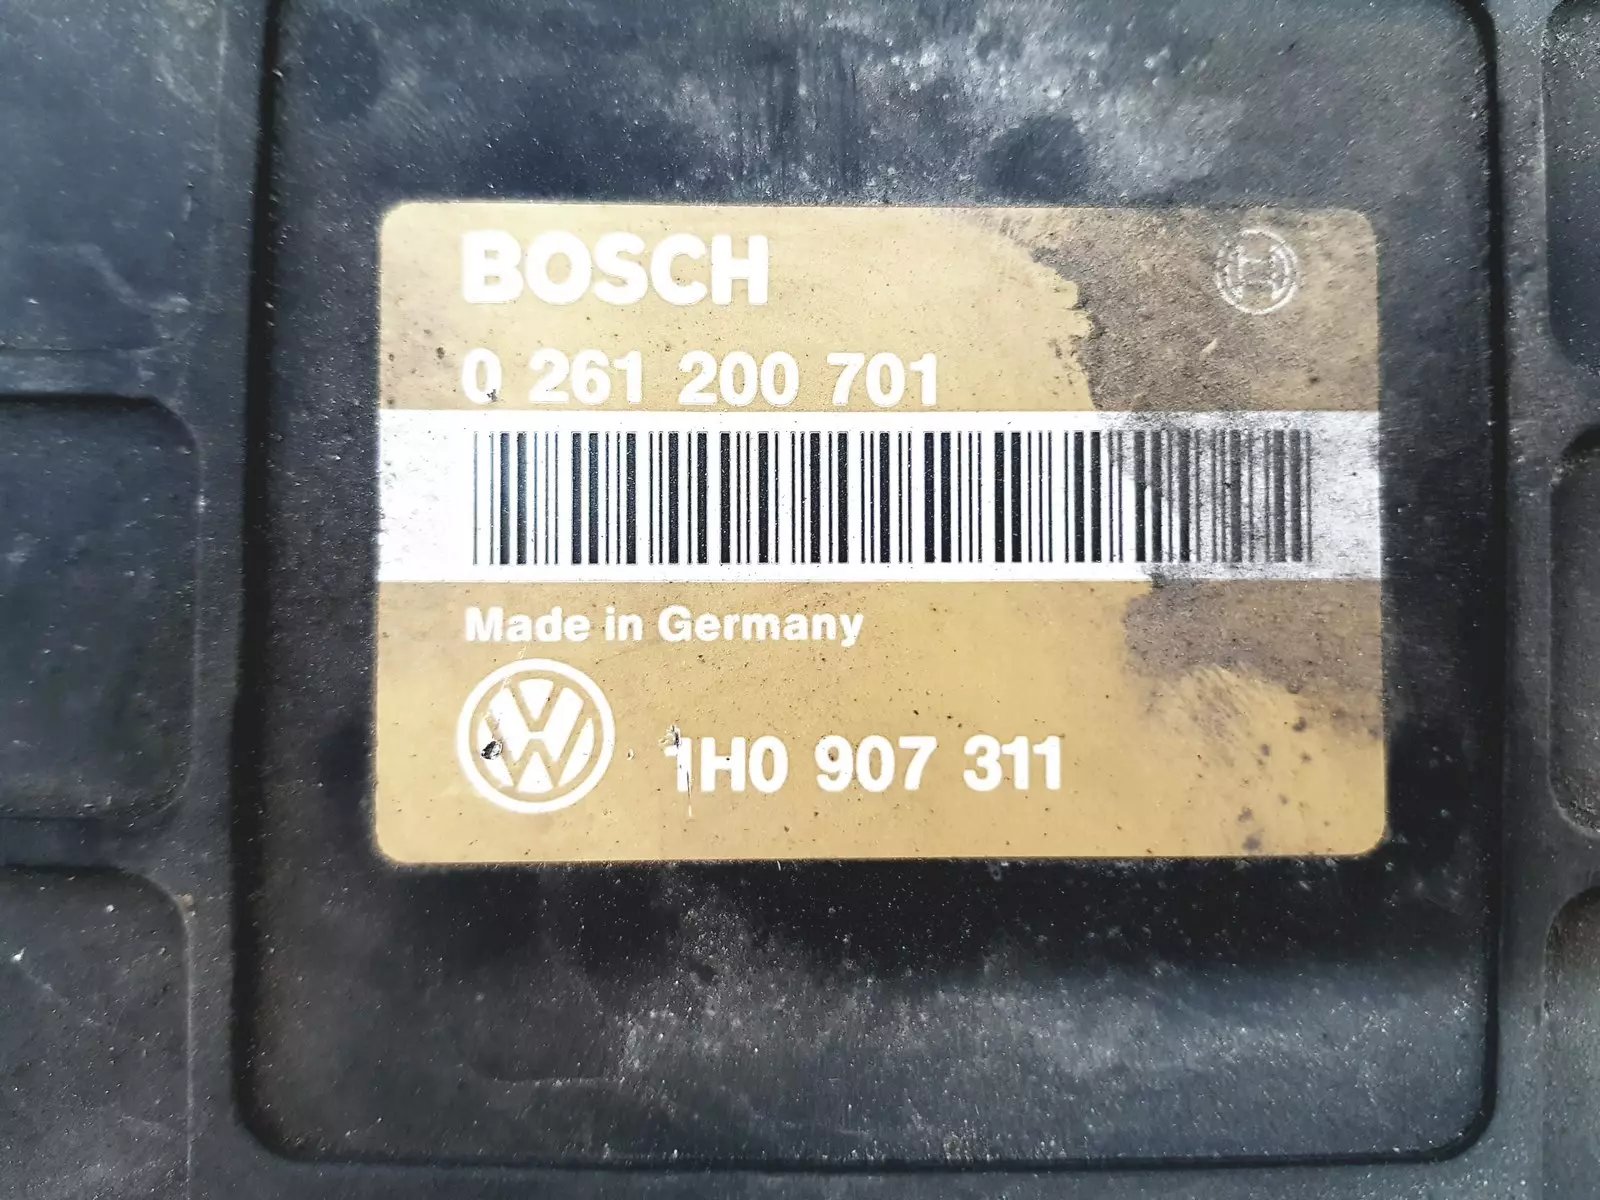 BOSCH
0 261 200 701
Made in Germany
1H0 907 311